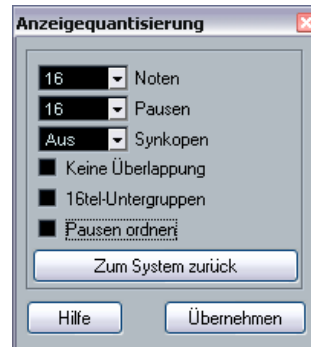 Anzeigequantisierung
16 Noten
16 Pausen
Aus Synkopen
Keine Überlappung
16tel-Untergruppen
Pausen ordnen
Zum System zurück
Hilfe Übernehmen